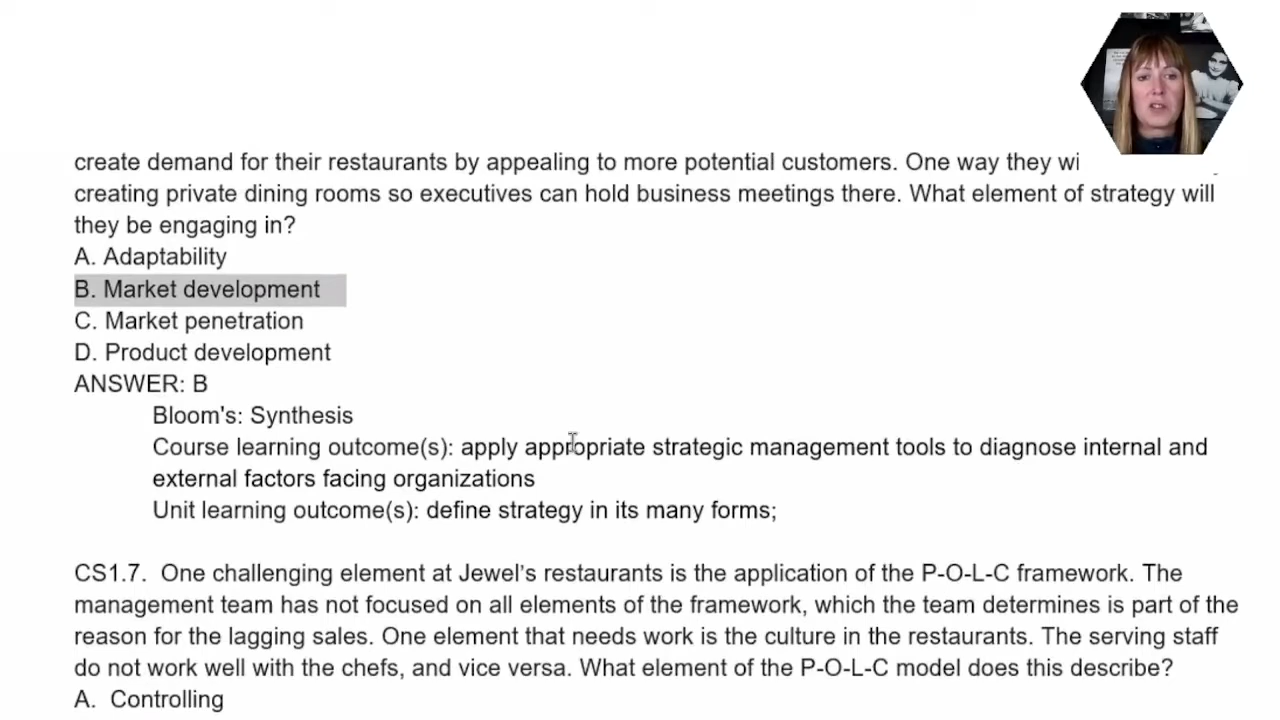 create demand for their restaurants by appealing to more potential customers. One way they
creating private dining rooms so executives can hold business meetings there. What element of strategy will
they be engaging in?
A. Adaptability
B. Market development
C. Market penetration
D. Product development
ANSWER: B
Bloom's: Synthesis
Course learning outcome(s): apply appropriate strategic management tools to diagnose internal and
external factors facing organizations
Unit learning outcome(s): define strategy in its many forms;
CS1.7. One challenging element at Jewel's restaurants is the application of the P-O-L-C framework. The
management team has not focused on all elements of the framework, which the team determines is part of the
reason for the lagging sales. One element that needs work is the culture in the restaurants. The serving staff
do not work well with the chefs, and vice versa. What element of the P-O-L-C model does this describe?
A. Controlling